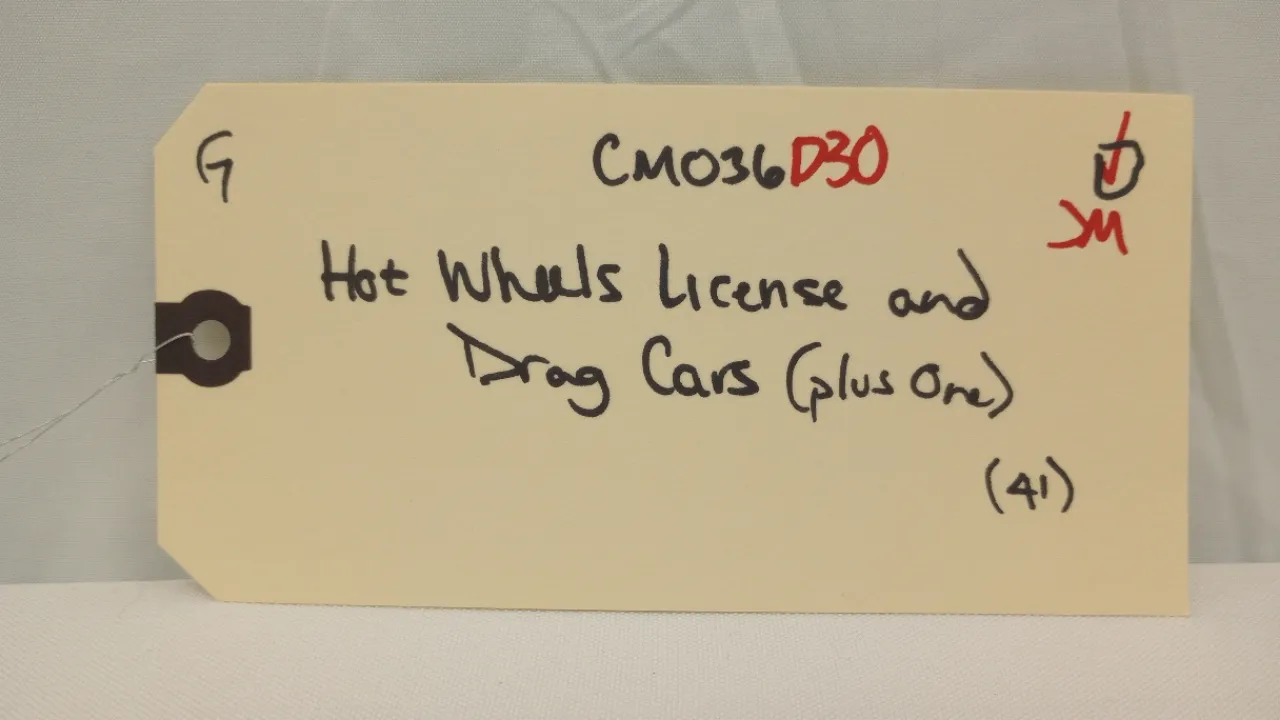 G CM036D30
JM
Hot Wheels License and
Drag Cars (plus One)
(41)